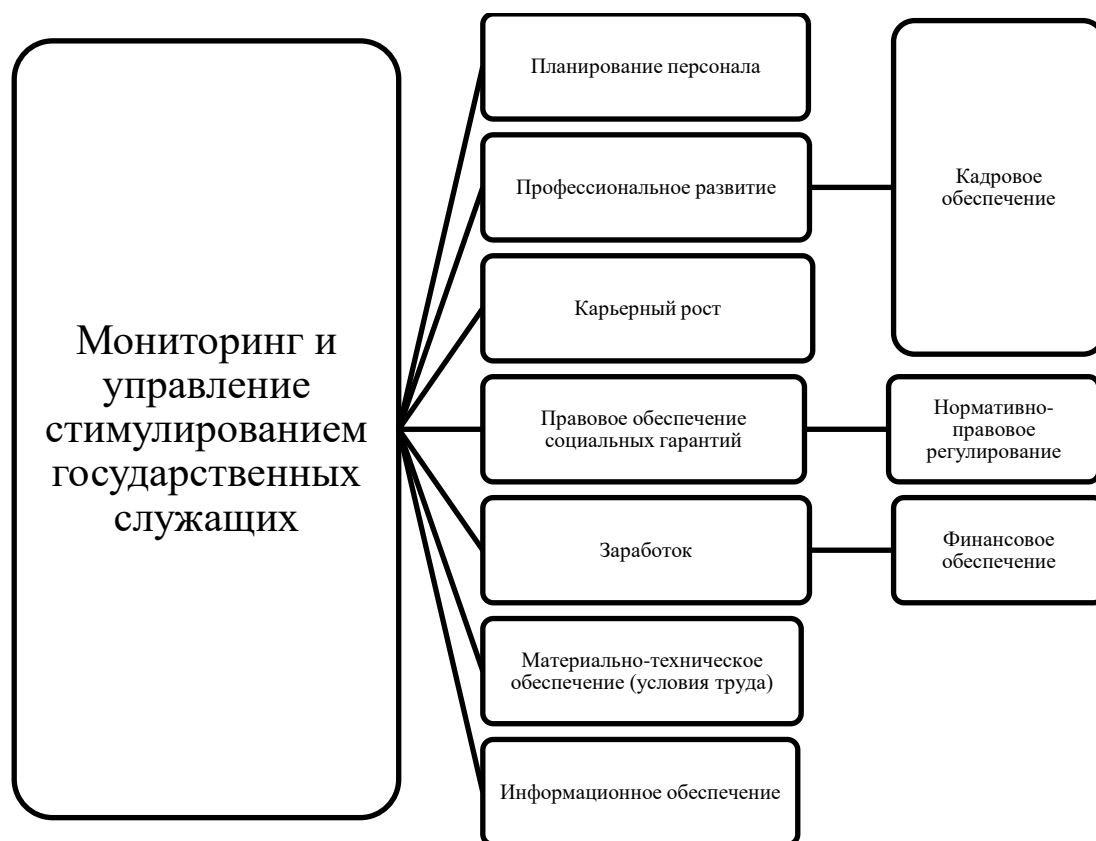 Мониторинг и
управление
стимулированием
государственных
служащих
Планирование персонала
Профессиональное развитие
Карьерный рост
Правовое обеспечение
социальных гарантий
Заработок
Материально-техническое
обеспечение (условия труда)
Информационное обеспечение
Кадровое
обеспечение
Нормативно-
правовое
регулирование
Финансовое
обеспечение